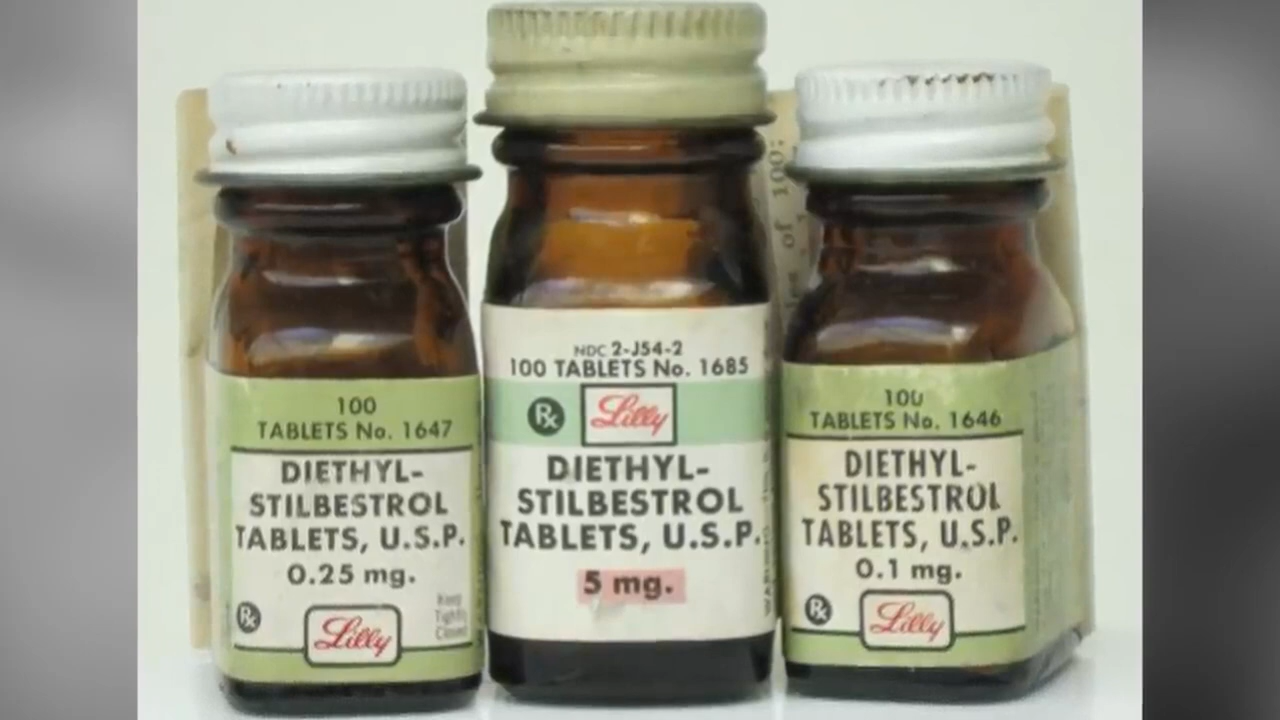 100
TABLETS No. 1647
DIETHYL-
STILBESTROL
TABLETS, U.S.P.
0.25 mg.
Rx
Lilly
Keep
Tightly
Closed
NDC 2-J54-2
100 TABLETS No. 1685
Rx
Lilly
DIETHYL-
STILBESTROL
TABLETS, U.S.P.
5 mg.
of 100:
100
TABLETS No. 1646
DIETHYL-
STILBESTROL
TABLETS, U.S.P.
0.1 mg.
Rx
Lilly